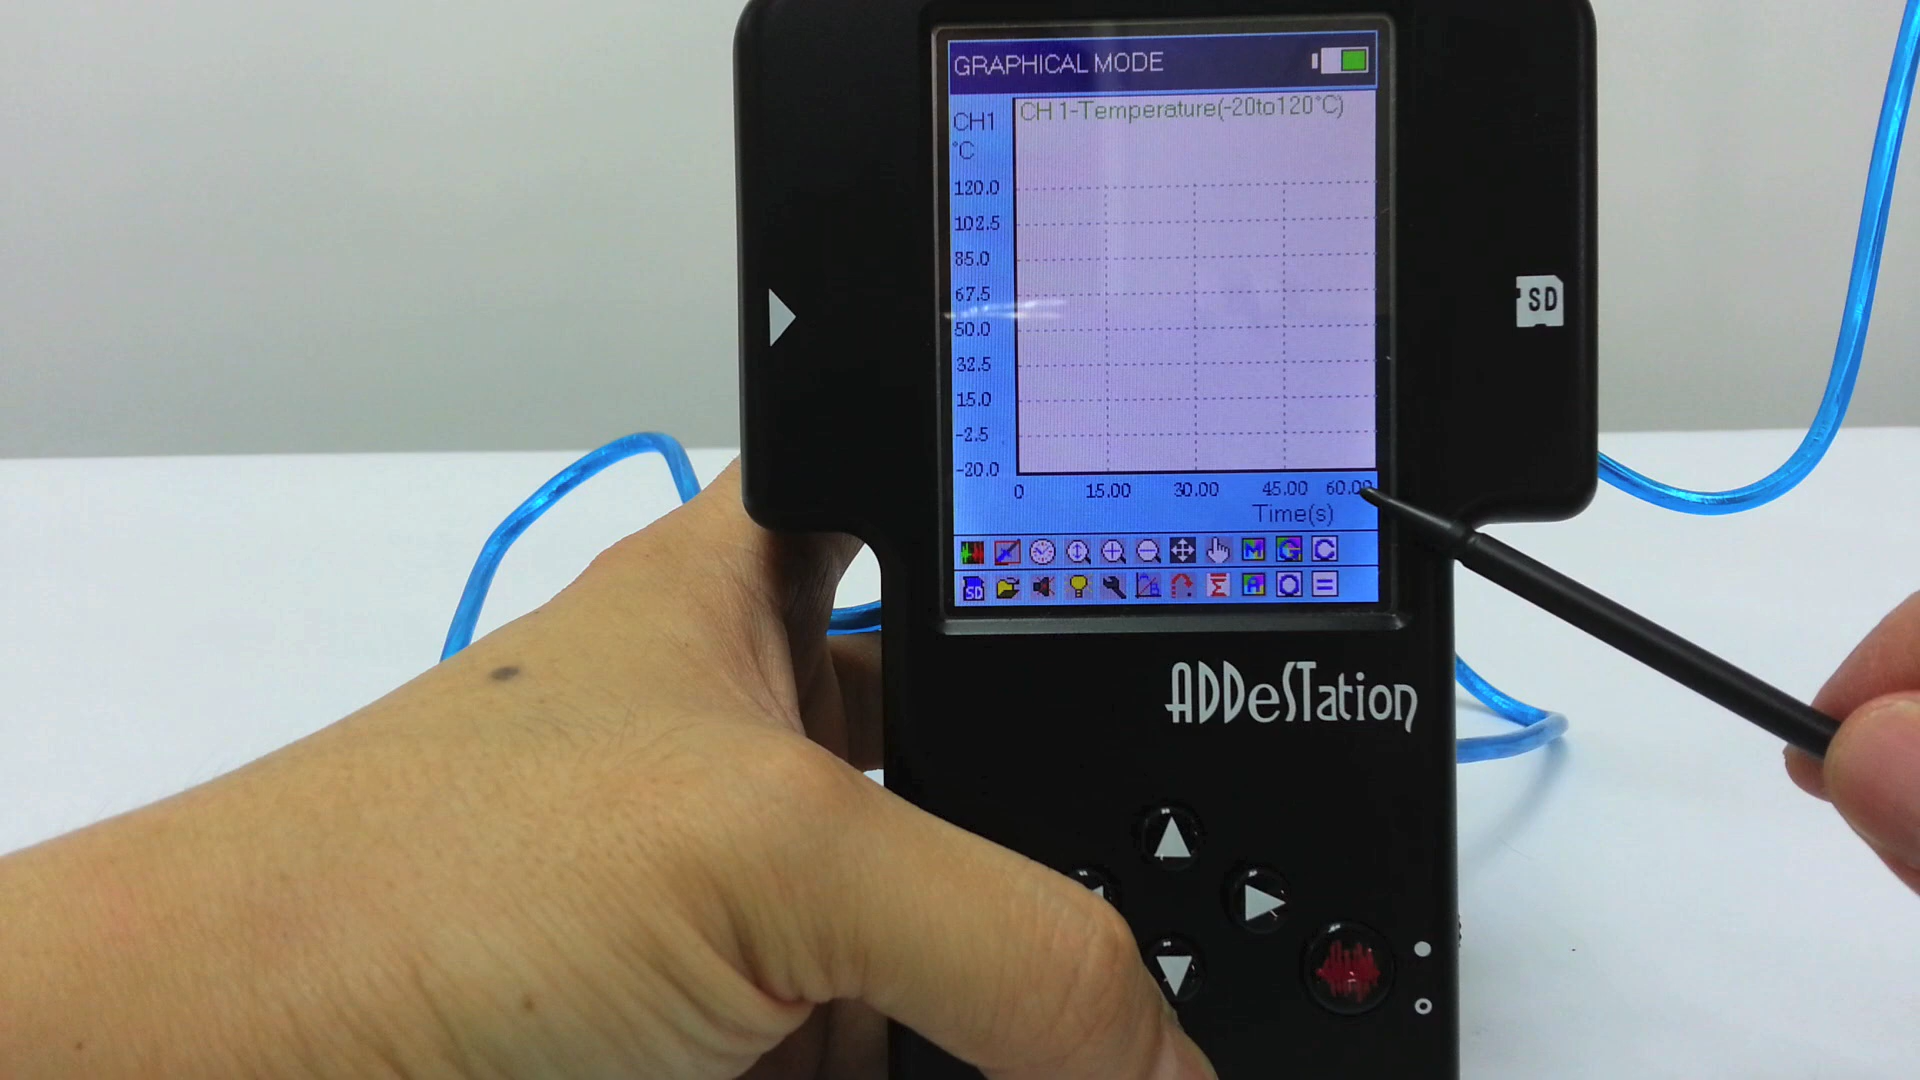 GRAPHICAL MODE
CH1
°C
CH 1-Temperature(-20to120°C)
120.0
102.5
85.0
67.5
50.0
32.5
15.0
-2.5
-20.0
0 15.00 30.00 45.00 60.00
Time(s)
M G C
SD A O =
SD
ADDeSTation